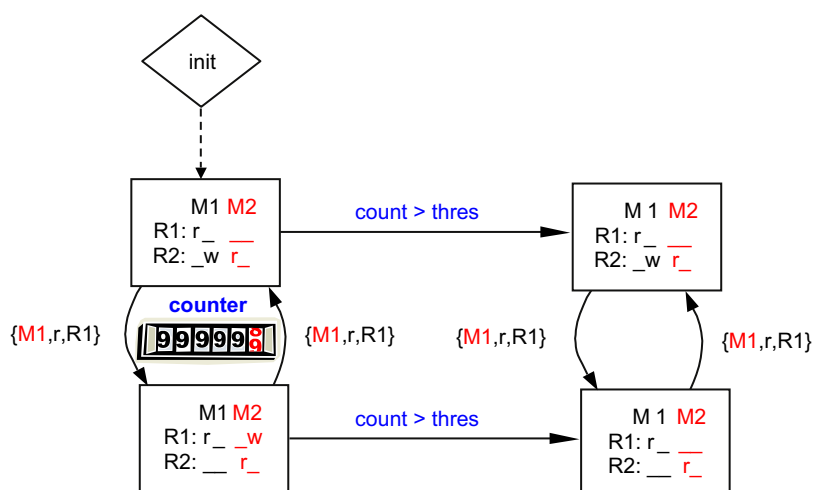 init
M1 M2
R1: r_ __
R2: _w r_
count > thres
M 1 M2
R1: r_ __
R2: _w r_
counter
{M1,r,R1}
999998
9
{M1,r,R1}
{M1,r,R1}
{M1,r,R1}
M1 M2
R1: r_ _w
R2: __ r_
count > thres
M 1 M2
R1: r_ __
R2: __ r_